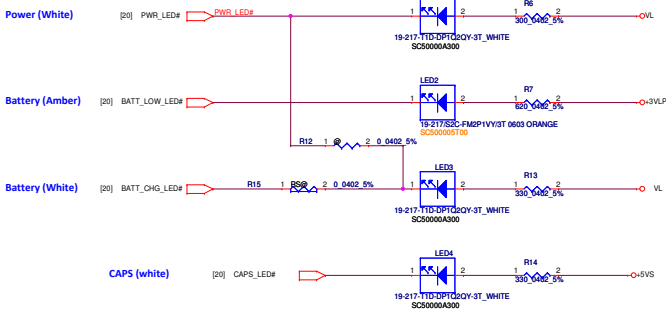 R6
Power (White) [20] PWR_LED# PWR_LED# 1 2 1 2 VL
300_0402_5%
19-217-T1D-DP1Q2QY-3T_WHITE
SC50000A300
LED2
R7
Battery (Amber) [20] BATT_LOW_LED# 1 2 1 2 +3VLP
620_0402_5%
19-217/S2C-FM2P1VY/3T 0603 ORANGE
SC500005T00
R12 1 @ 2 0_0402_5%
LED3
R13
Battery (White) [20] BATT_CHG_LED# R15 1 RS@ 2 0_0402_5% 1 2 1 2 VL
330_0402_5%
19-217-T1D-DP1Q2QY-3T_WHITE
SC50000A300
LED4
R14
CAPS (white) [20] CAPS_LED# 1 2 1 2 +5VS
330_0402_5%
19-217-T1D-DP1Q2QY-3T_WHITE
SC50000A300